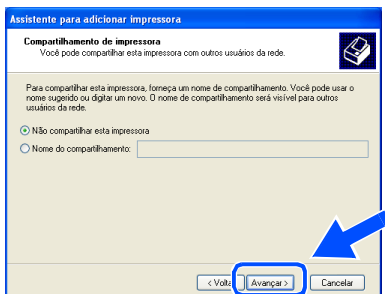 Assistente para adicionar impressora
Compartilhamento de impressora
Você pode compartilhar esta impressora com outros usuários da rede.
Para compartilhar esta impressora, forneça um nome de compartilhamento. Você pode usar o
nome sugerido ou digitar um novo. O nome de compartilhamento será visível para outros
usuários da rede.
Não compartilhar esta impressora
Nome do compartilhamento:
< Volta Avançar > Cancelar